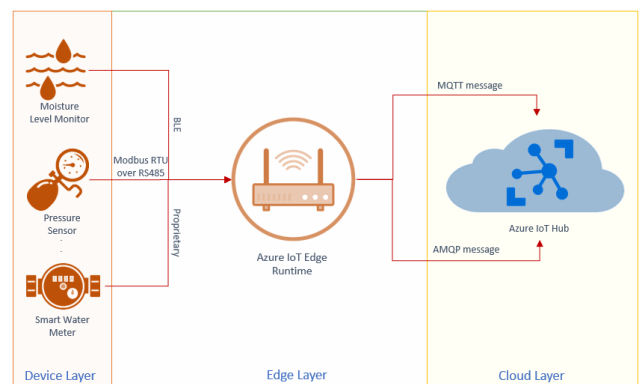 Moisture
Level Monitor
Pressure
Sensor
.
.
Smart Water
Meter
Device Layer
BLE
Modbus RTU
over RS485
Proprietary
Azure IoT Edge
Runtime
Edge Layer
MQTT message
Azure IoT Hub
AMQP message
Cloud Layer